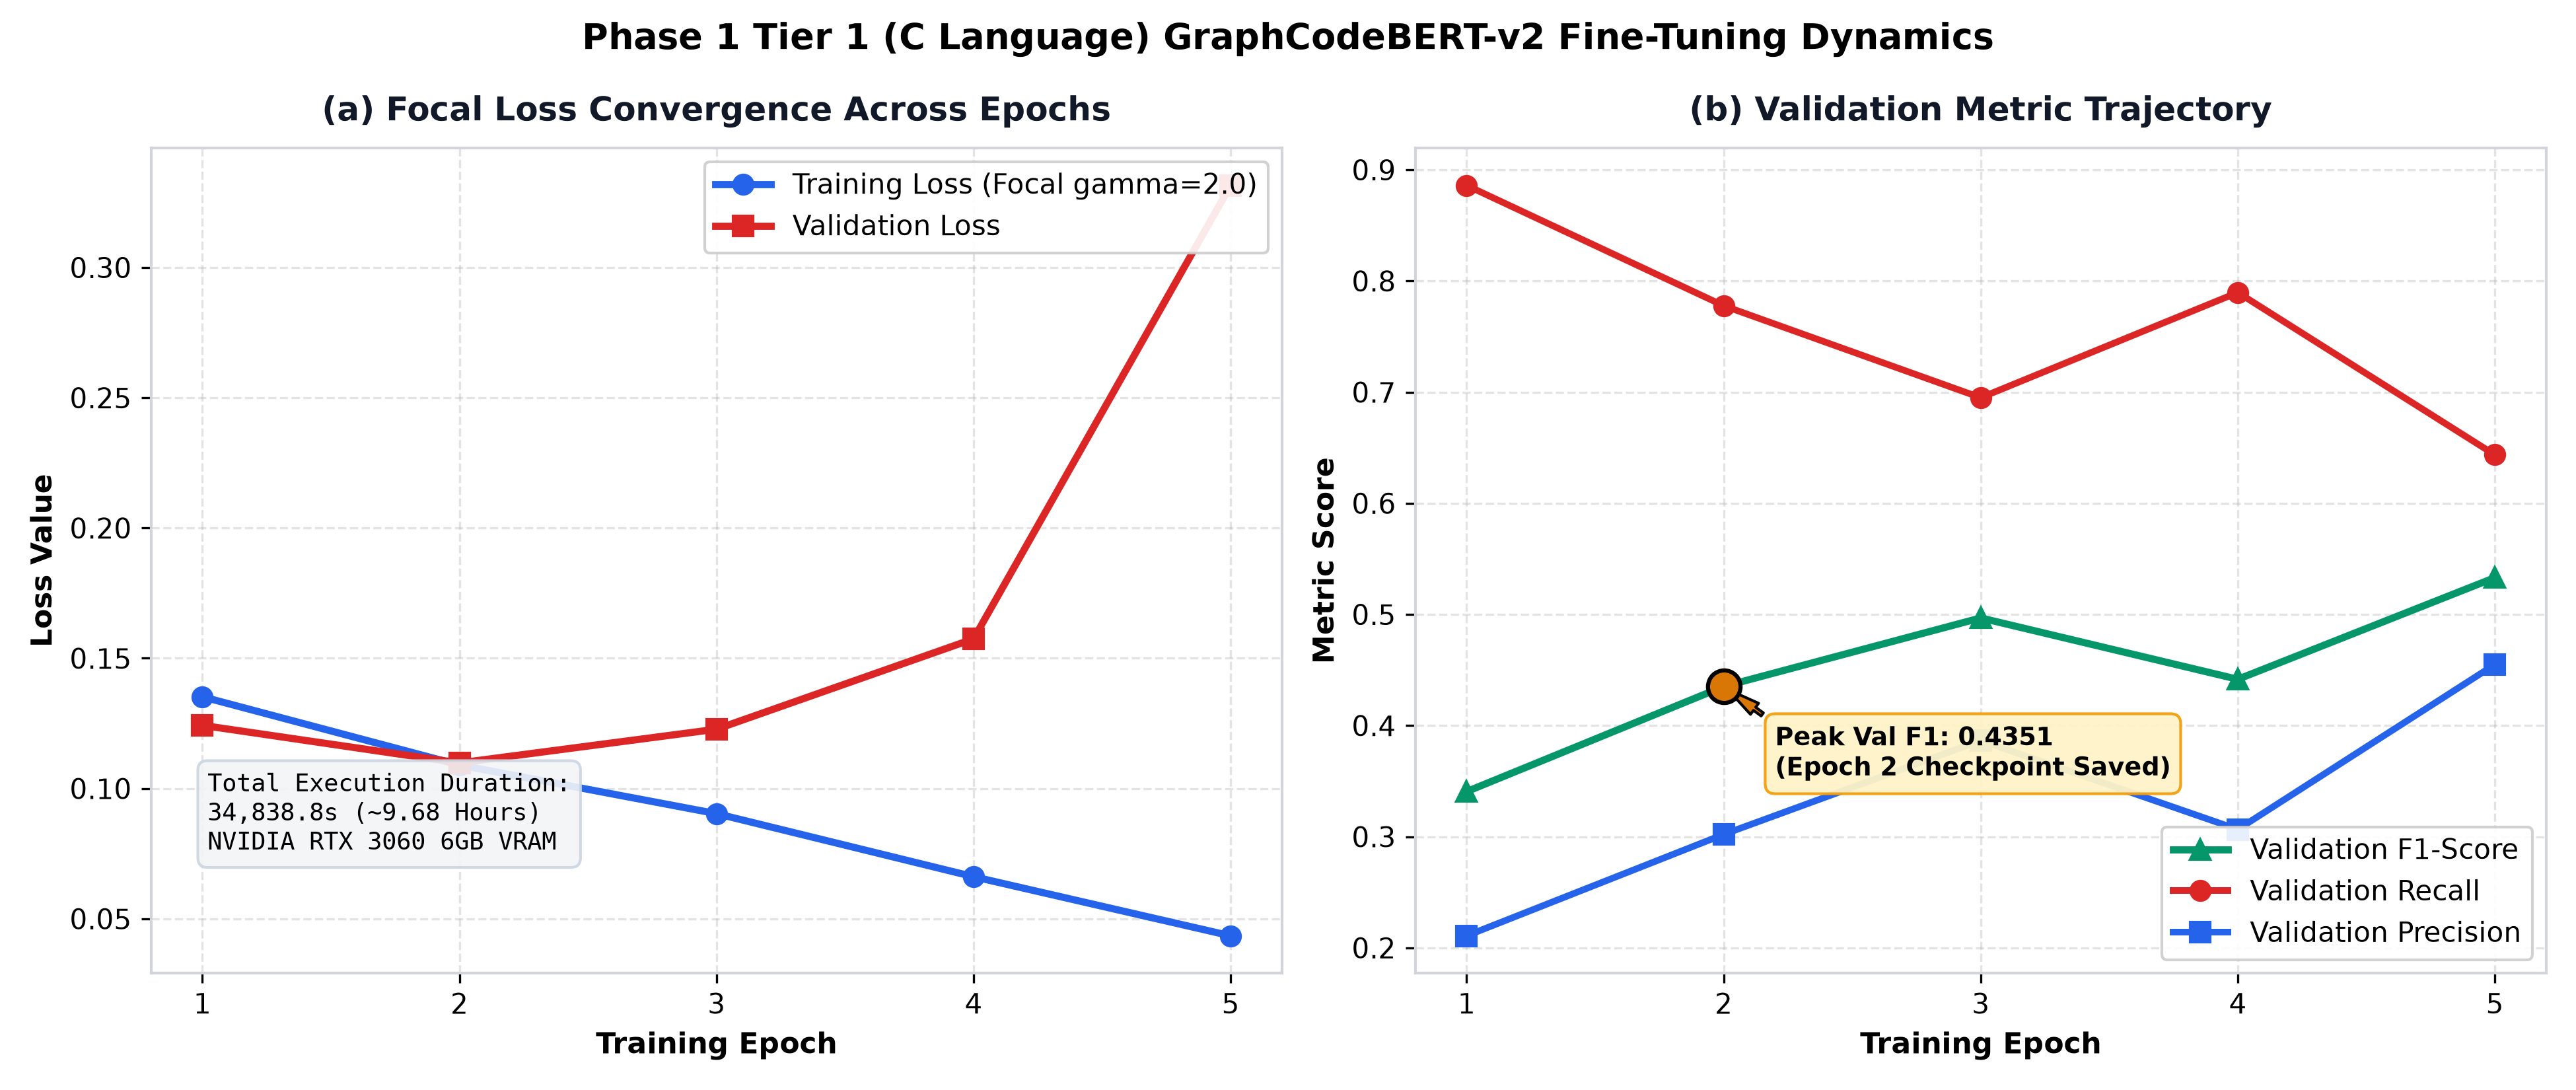 Phase 1 Tier 1 (C Language) GraphCodeBERT-v2 Fine-Tuning Dynamics
(a) Focal Loss Convergence Across Epochs
Training Loss (Focal gamma=2.0)
Validation Loss
0.30
0.25
0.20
0.15
0.10
0.05
Loss Value
Total Execution Duration:
34,838.8s (~9.68 Hours)
NVIDIA RTX 3060 6GB VRAM
1 2 3 4 5
Training Epoch
(b) Validation Metric Trajectory
0.9
0.8
0.7
0.6
0.5
0.4
0.3
0.2
Metric Score
Peak Val F1: 0.4351
(Epoch 2 Checkpoint Saved)
Validation F1-Score
Validation Recall
Validation Precision
1 2 3 4 5
Training Epoch